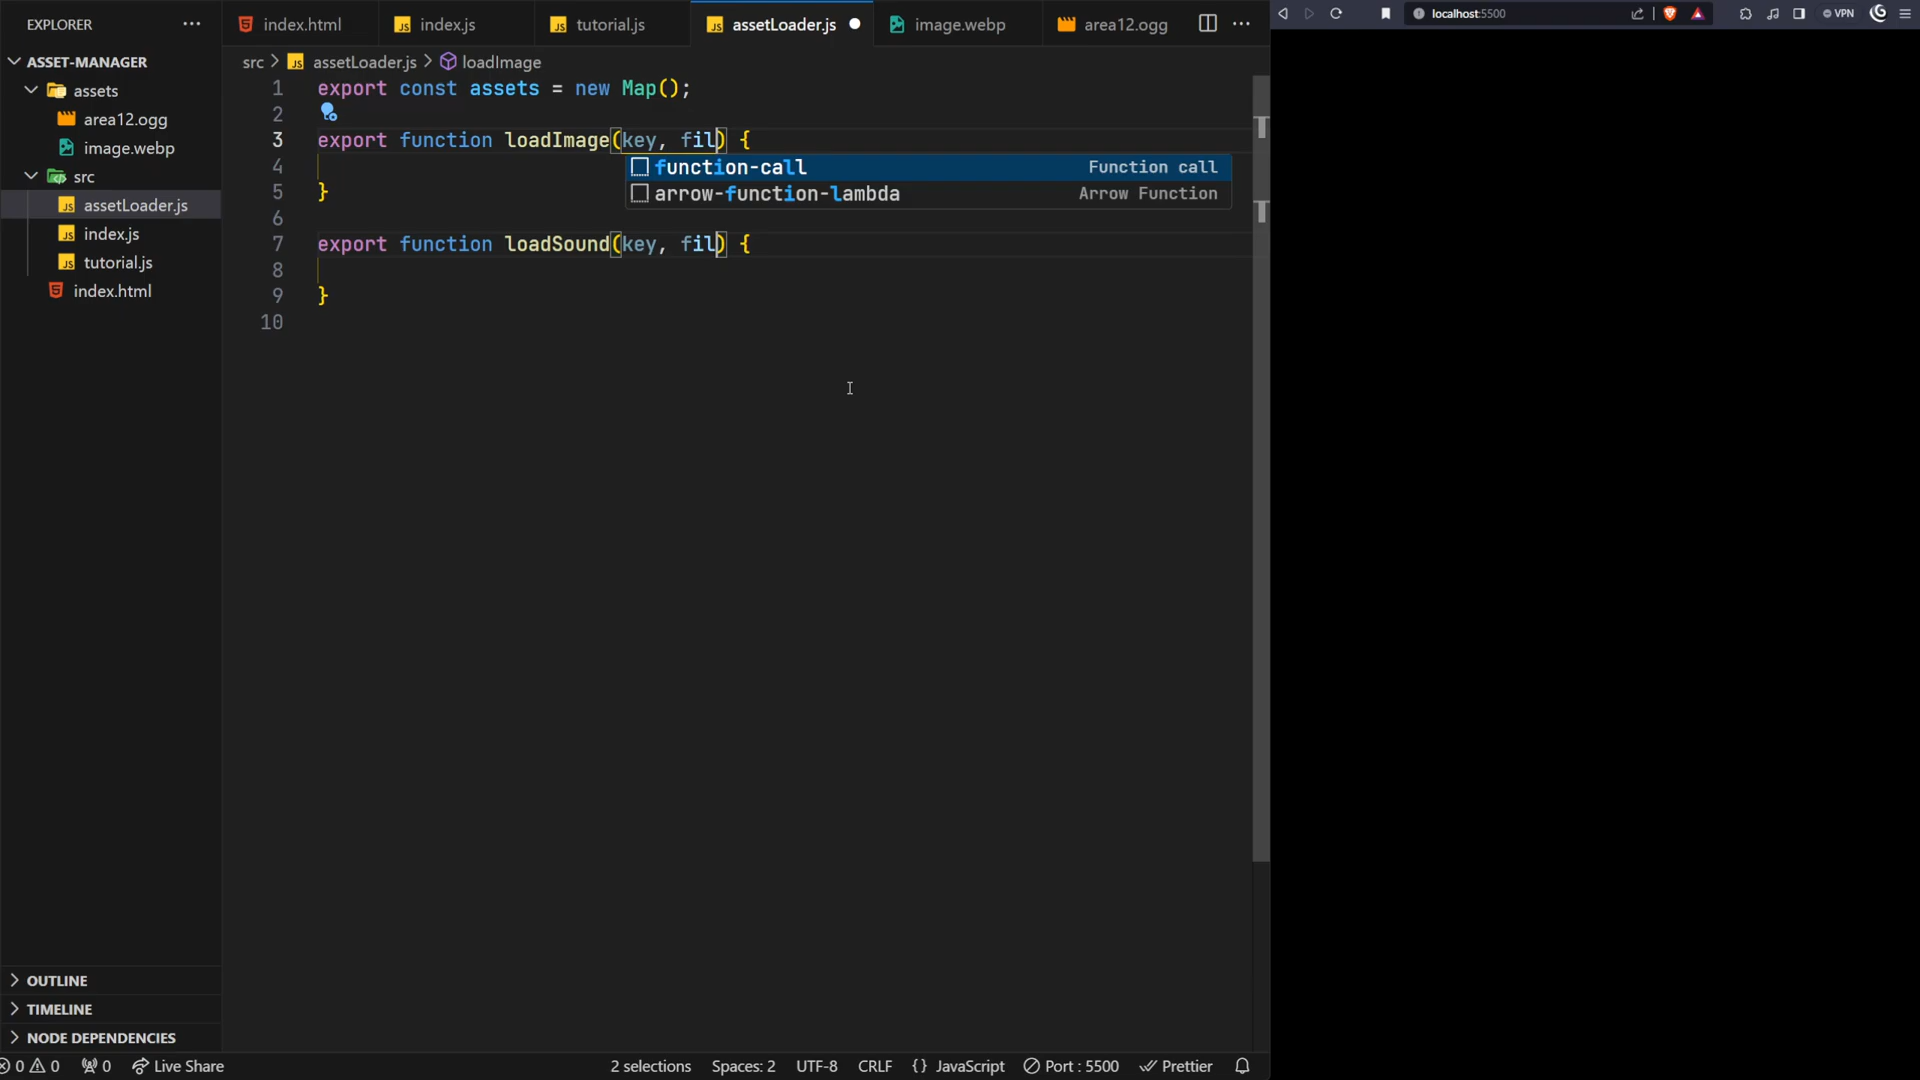 EXPLORER ···
index.html index.js tutorial.js assetLoader.js image.webp area12.ogg ···
localhost:5500 VPN
ASSET-MANAGER
assets
area12.ogg
image.webp
src
assetLoader.js
index.js
tutorial.js
index.html
src > assetLoader.js > loadImage
1 export const assets = new Map();
2
3 export function loadImage(key, fil) {
function-call Function call
arrow-function-lambda Arrow Function
4
5 }
6
7 export function loadSound(key, fil) {
8
9 }
10
OUTLINE
TIMELINE
NODE DEPENDENCIES
0 0 0 Live Share 2 selections Spaces: 2 UTF-8 CRLF {} JavaScript Port : 5500 Prettier